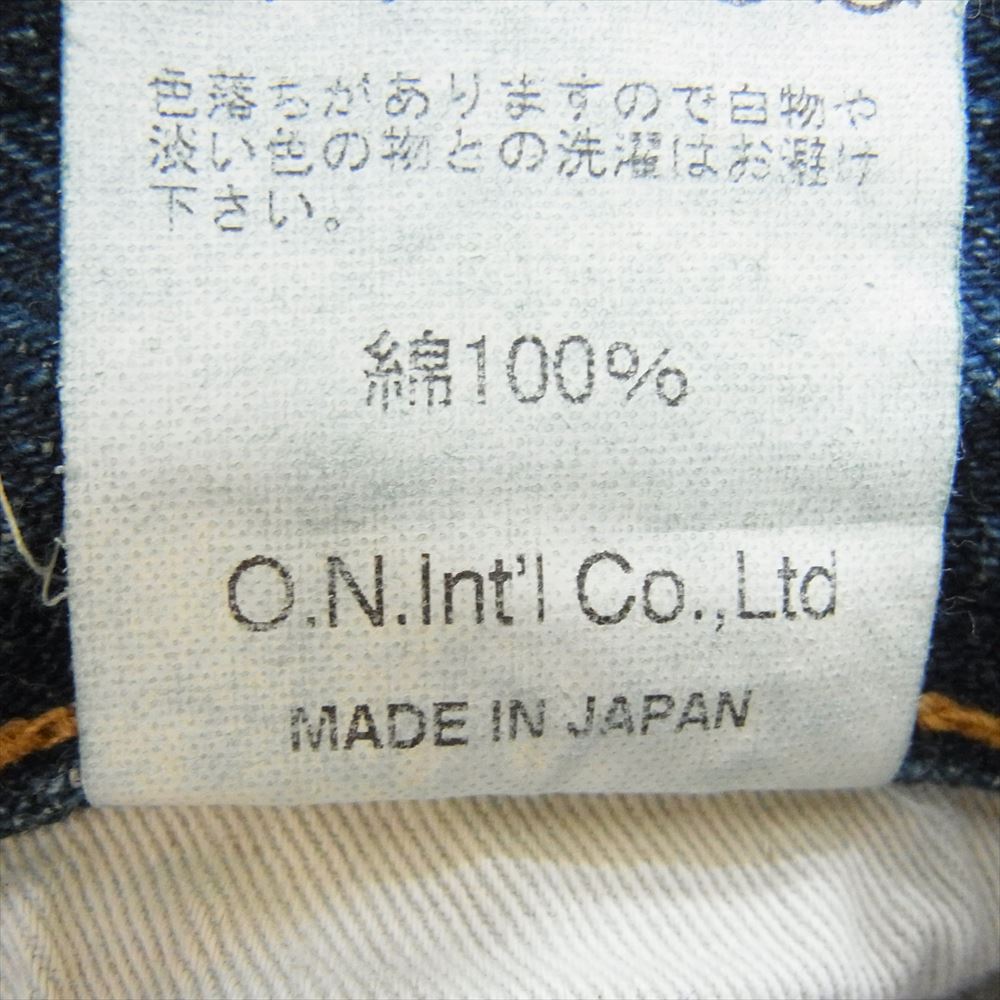 色落ちがありますので白物や
淡い色の物との洗濯はお避け
下さい。
綿100%
O.N.Int'l Co.,Ltd
MADE IN JAPAN